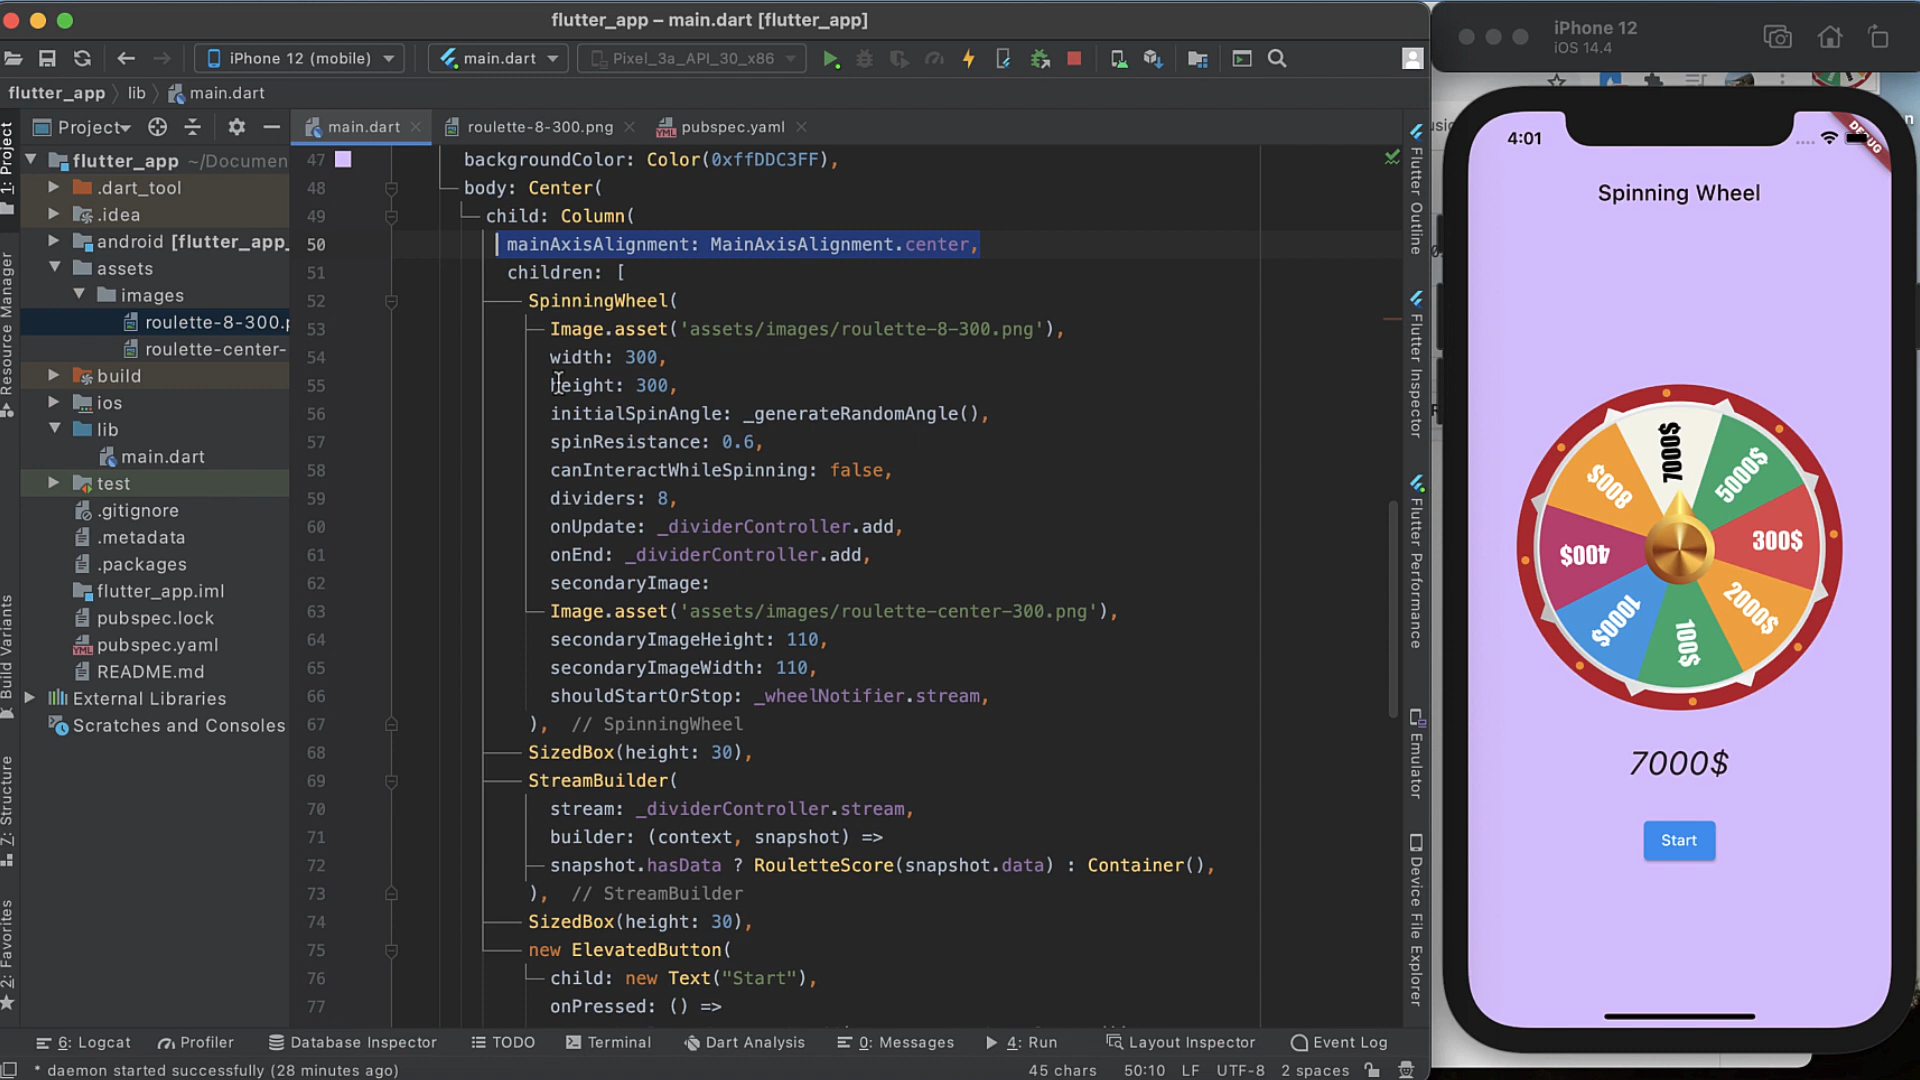 flutter_app – main.dart [flutter_app]
iPhone 12 (mobile)
main.dart
Pixel_3a_API_30_x86
flutter_app
lib
main.dart
Project
main.dart
roulette-8-300.png
pubspec.yaml
flutter_app ~/Documen
.dart_tool
.idea
android [flutter_app_
assets
images
roulette-8-300.p
roulette-center-
build
ios
lib
main.dart
test
.gitignore
.metadata
.packages
flutter_app.iml
pubspec.lock
pubspec.yaml
README.md
External Libraries
Scratches and Consoles
1: Project
Resource Manager
Build Variants
7: Structure
2: Favorites
47 backgroundColor: Color(0xffDDC3FF),
48 body: Center(
49 child: Column(
50 mainAxisAlignment: MainAxisAlignment.center,
51 children: [
52 SpinningWheel(
53 Image.asset('assets/images/roulette-8-300.png'),
54 width: 300,
55 height: 300,
56 initialSpinAngle: _generateRandomAngle(),
57 spinResistance: 0.6,
58 canInteractWhileSpinning: false,
59 dividers: 8,
60 onUpdate: _dividerController.add,
61 onEnd: _dividerController.add,
62 secondaryImage:
63 Image.asset('assets/images/roulette-center-300.png'),
64 secondaryImageHeight: 110,
65 secondaryImageWidth: 110,
66 shouldStartOrStop: _wheelNotifier.stream,
67 ), // SpinningWheel
68 SizedBox(height: 30),
69 StreamBuilder(
70 stream: _dividerController.stream,
71 builder: (context, snapshot) =>
72 snapshot.hasData ? RouletteScore(snapshot.data) : Container(),
73 ), // StreamBuilder
74 SizedBox(height: 30),
75 new ElevatedButton(
76 child: new Text("Start"),
77 onPressed: () =>
Flutter Outline
Flutter Inspector
Flutter Performance
Emulator
Device File Explorer
6: Logcat
Profiler
Database Inspector
TODO
Terminal
Dart Analysis
0: Messages
4: Run
Layout Inspector
Event Log
* daemon started successfully (28 minutes ago)
45 chars
50:10
LF
UTF-8
2 spaces
iPhone 12
iOS 14.4
4:01
DEBUG
Spinning Wheel
7000$
5000$
300$
2000$
100$
1000$
400$
800$
7000$
Start